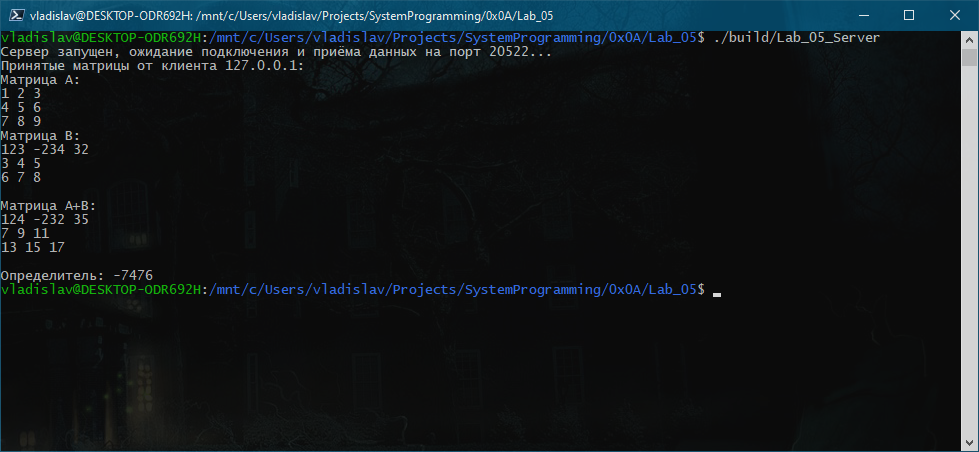 vladislav@DESKTOP-ODR692H: /mnt/c/Users/vladislav/Projects/SystemProgramming/0x0A/Lab_05
vladislav@DESKTOP-ODR692H:/mnt/c/Users/vladislav/Projects/SystemProgramming/0x0A/Lab_05$ ./build/Lab_05_Server
Сервер запущен, ожидание подключения и приёма данных на порт 20522...
Принятые матрицы от клиента 127.0.0.1:
Матрица A:
1 2 3
4 5 6
7 8 9
Матрица B:
123 -234 32
3 4 5
6 7 8
Матрица A+B:
124 -232 35
7 9 11
13 15 17
Определитель: -7476
vladislav@DESKTOP-ODR692H:/mnt/c/Users/vladislav/Projects/SystemProgramming/0x0A/Lab_05$